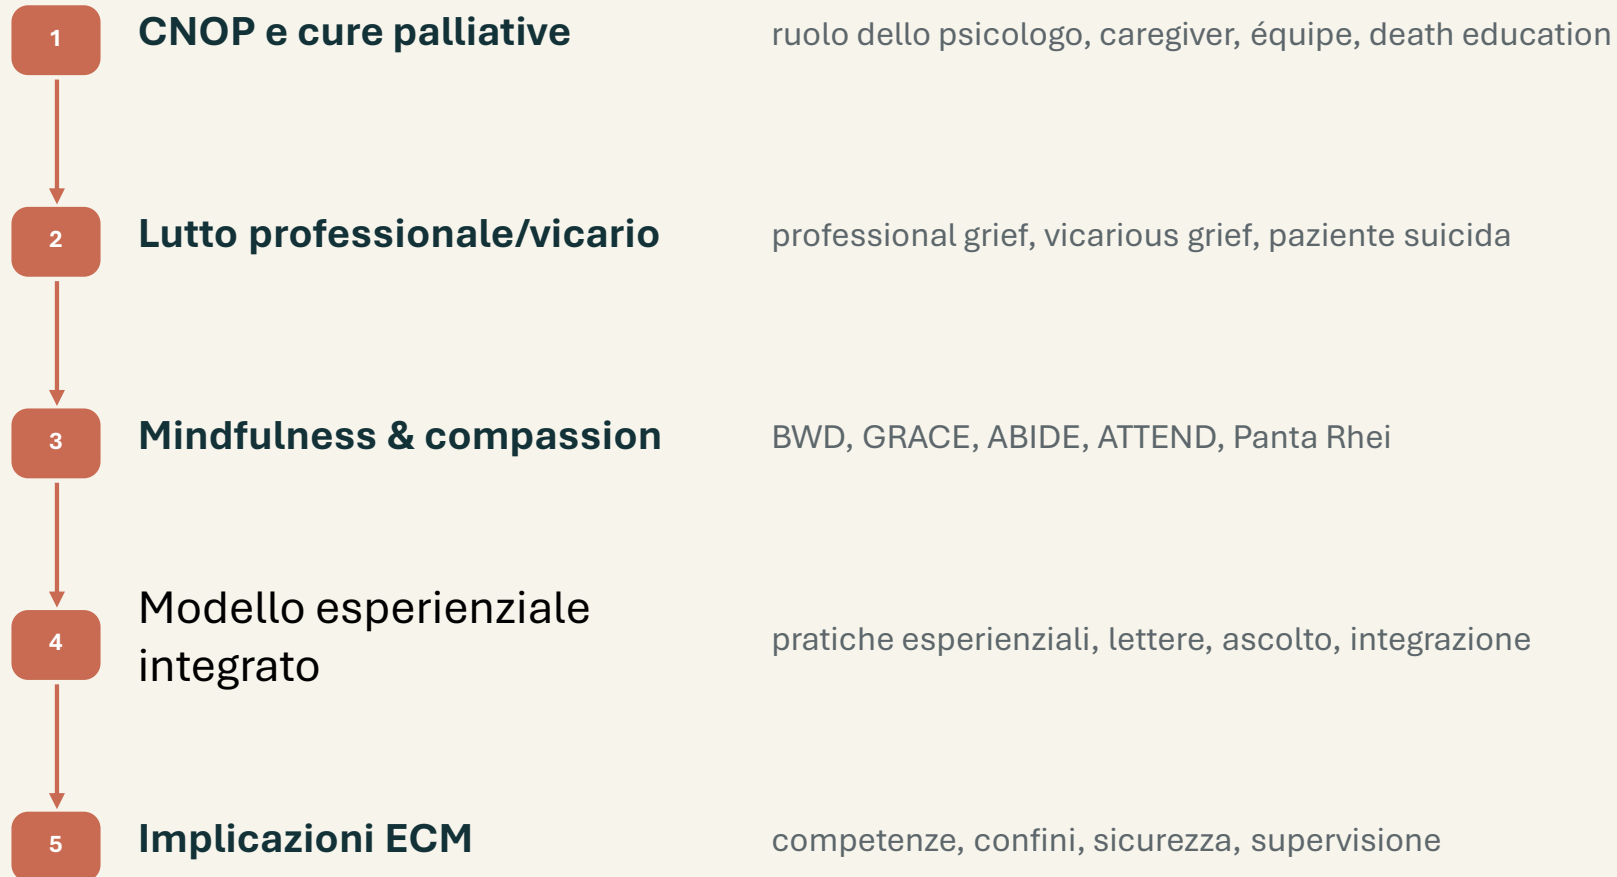 1
CNOP e cure palliative
ruolo dello psicologo, caregiver, équipe, death education
2
Lutto professionale/vicario
professional grief, vicarious grief, paziente suicida
3
Mindfulness & compassion
BWD, GRACE, ABIDE, ATTEND, Panta Rhei
4
Modello esperienziale
integrato
pratiche esperienziali, lettere, ascolto, integrazione
5
Implicazioni ECM
competenze, confini, sicurezza, supervisione